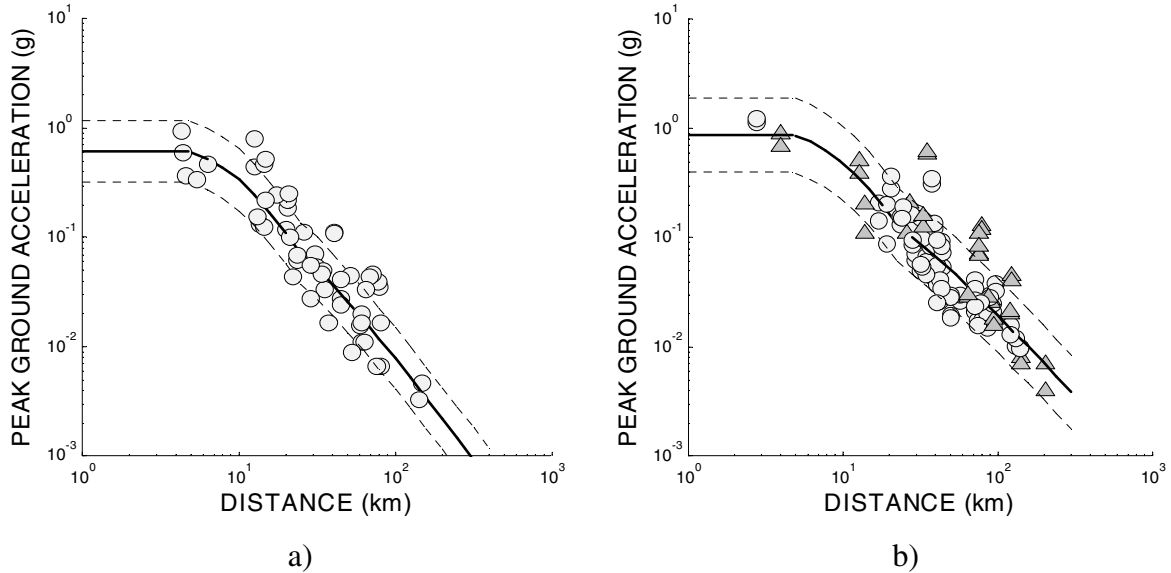 PEAK GROUND ACCELERATION (g)
10¹
10⁰
10⁻¹
10⁻²
10⁻³
10⁰ 10¹ 10² 10³
DISTANCE (km)
a)
PEAK GROUND ACCELERATION (g)
10¹
10⁰
10⁻¹
10⁻²
10⁻³
10⁰ 10¹ 10² 10³
DISTANCE (km)
b)